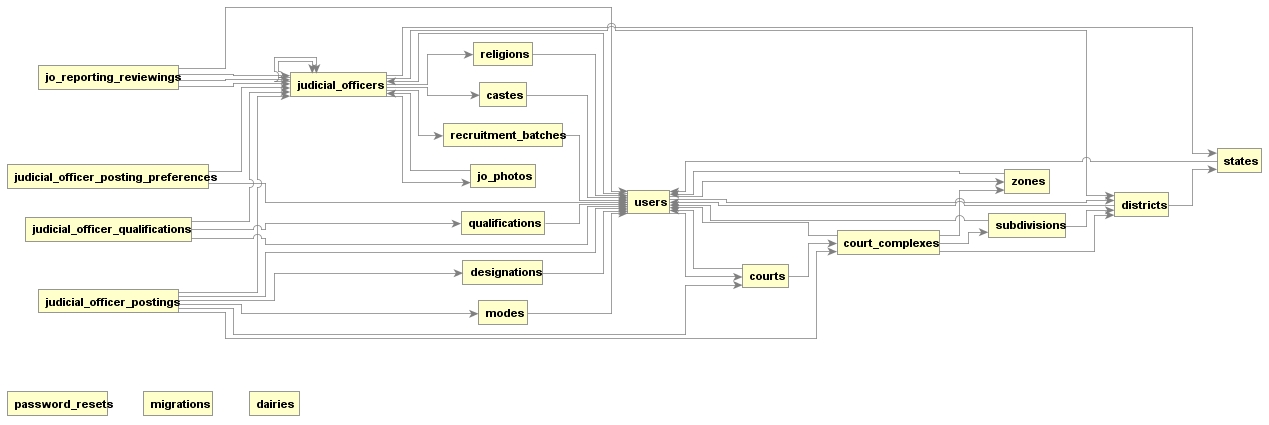 religions
jo_reporting_reviewings
judicial_officers
castes
recruitment_batches
states
judicial_officer_posting_preferences
jo_photos
zones
users
districts
qualifications
subdivisions
judicial_officer_qualifications
court_complexes
designations
courts
judicial_officer_postings
modes
password_resets
migrations
dairies